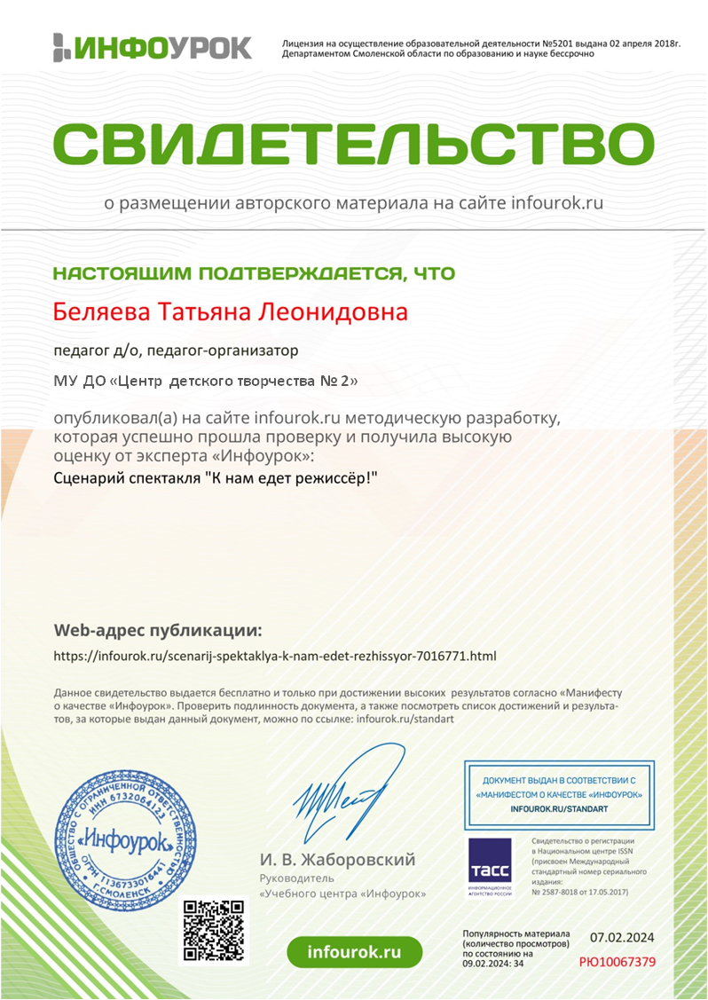 ИНФОУРОК
Лицензия на осуществление образовательной деятельности №5201 выдана 02 апреля 2018г.
Департаментом Смоленской области по образованию и науке бессрочно
СВИДЕТЕЛЬСТВО
о размещении авторского материала на сайте infourok.ru
НАСТОЯЩИМ ПОДТВЕРЖДАЕТСЯ, ЧТО
Беляева Татьяна Леонидовна
педагог д/о, педагог-организатор
МУ ДО «Центр детского творчества № 2»
опубликовал(а) на сайте infourok.ru методическую разработку,
которая успешно прошла проверку и получила высокую
оценку от эксперта «Инфоурок»:
Сценарий спектакля "К нам едет режиссёр!"
Web-адрес публикации:
https://infourok.ru/scenarij-spektaklya-k-nam-edet-rezhissyor-7016771.html
Данное свидетельство выдается бесплатно и только при достижении высоких результатов согласно «Манифесту
о качестве «Инфоурок». Проверить подлинность документа, а также посмотреть список достижений и результа-
тов, за которые выдан данный документ, можно по ссылке: infourok.ru/standart
ОБЩЕСТВО С ОГРАНИЧЕННОЙ ОТВЕТСТВЕННОСТЬЮ
ИНН 6732064123
«Инфоурок»
ОГРН 1136733016441
Г.СМОЛЕНСК
И. В. Жаборовский
Руководитель
«Учебного центра «Инфоурок»
ДОКУМЕНТ ВЫДАН В СООТВЕТСТВИИ С
«МАНИФЕСТОМ О КАЧЕСТВЕ «ИНФОУРОК»
INFOUROK.RU/STANDART
ТАСС
ИНФОРМАЦИОННОЕ
АГЕНТСТВО РОССИИ
Свидетельство о регистрации
в Национальном центре ISSN
(присвоен Международный
стандартный номер сериального
издания:
№ 2587-8018 от 17.05.2017)
infourok.ru
Популярность материала
(количество просмотров)
по состоянию на
09.02.2024: 34
07.02.2024
РЮ10067379